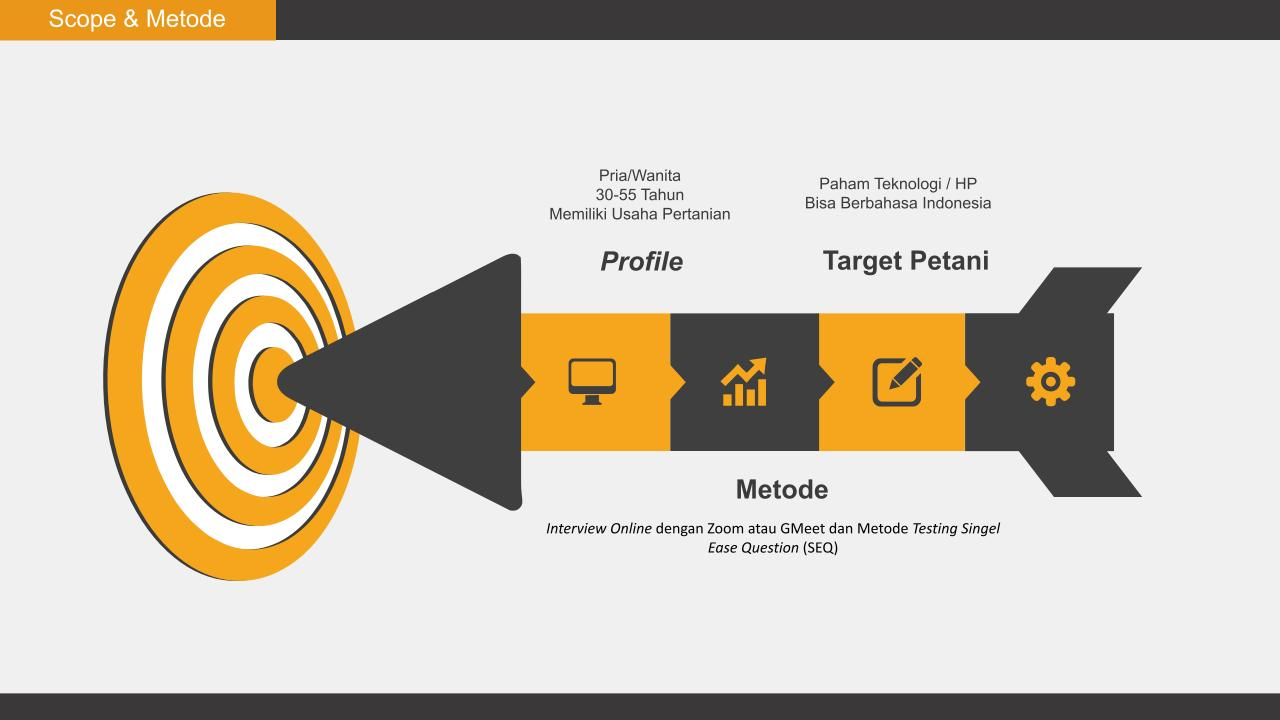 Scope & Metode
Pria/Wanita
30-55 Tahun
Memiliki Usaha Pertanian
Profile
Paham Teknologi / HP
Bisa Berbahasa Indonesia
Target Petani
Metode
Interview Online dengan Zoom atau GMeet dan Metode Testing Singel
Ease Question (SEQ)